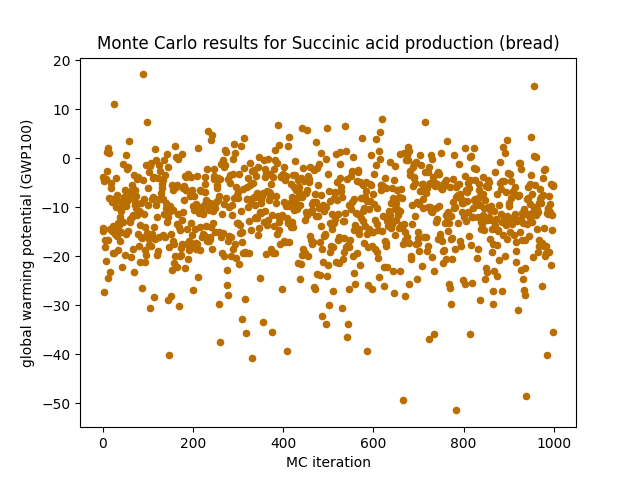 Monte Carlo results for Succinic acid production (bread)
20
10
0
−10
−20
−30
−40
−50
global warming potential (GWP100)
0 200 400 600 800 1000
MC iteration